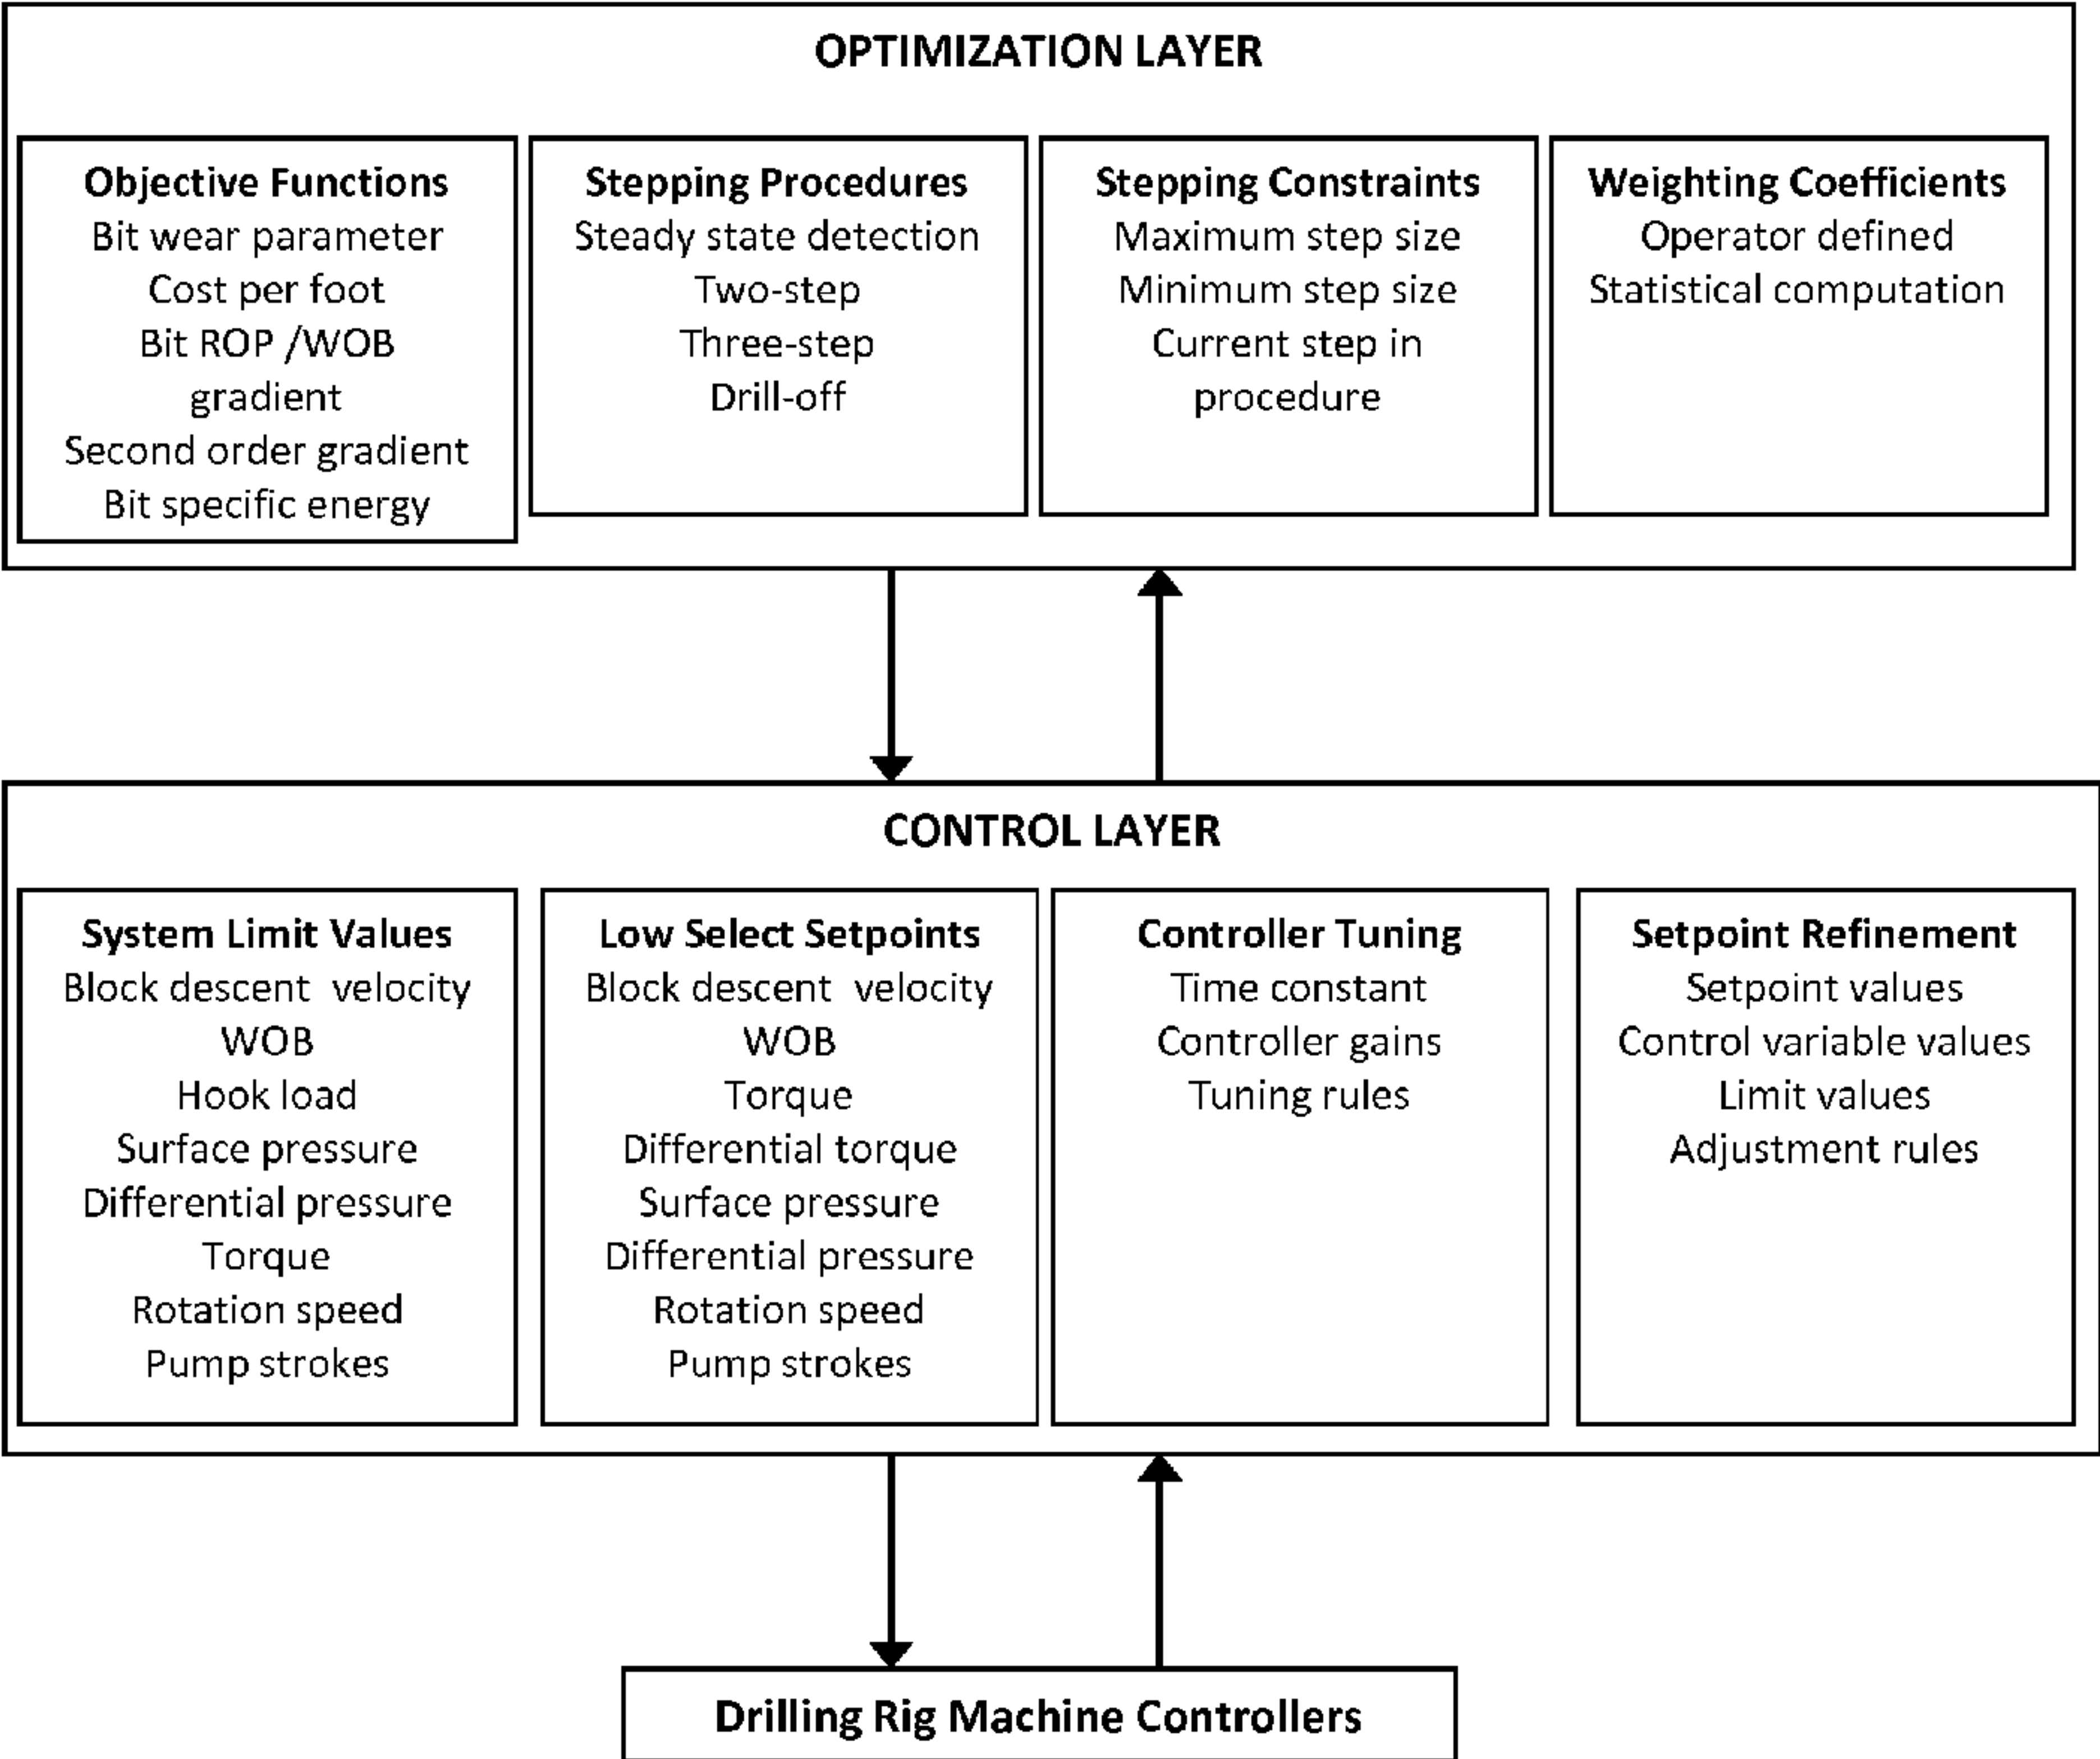 OPTIMIZATION LAYER
Objective Functions
Bit wear parameter
Cost per foot
Bit ROP /WOB
gradient
Second order gradient
Bit specific energy
Stepping Procedures
Steady state detection
Two-step
Three-step
Drill-off
Stepping Constraints
Maximum step size
Minimum step size
Current step in
procedure
Weighting Coefficients
Operator defined
Statistical computation
CONTROL LAYER
System Limit Values
Block descent velocity
WOB
Hook load
Surface pressure
Differential pressure
Torque
Rotation speed
Pump strokes
Low Select Setpoints
Block descent velocity
WOB
Torque
Differential torque
Surface pressure
Differential pressure
Rotation speed
Pump strokes
Controller Tuning
Time constant
Controller gains
Tuning rules
Setpoint Refinement
Setpoint values
Control variable values
Limit values
Adjustment rules
Drilling Rig Machine Controllers